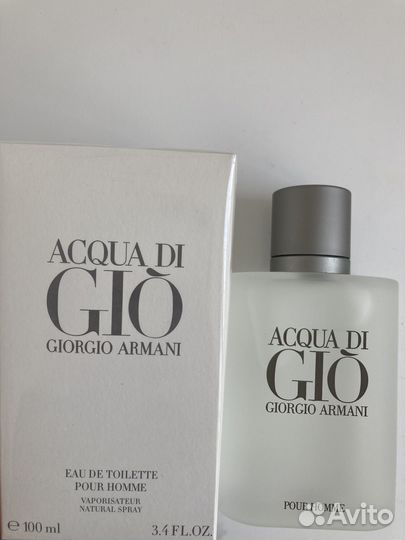 ACQUA DI
GIÒ
GIORGIO ARMANI
EAU DE TOILETTE
POUR HOMME
VAPORISATEUR
NATURAL SPRAY
℮ 100 ml 3.4 FL.OZ.
ACQUA DI
GIÒ
GIORGIO ARMANI
POUR HOMME
Avito